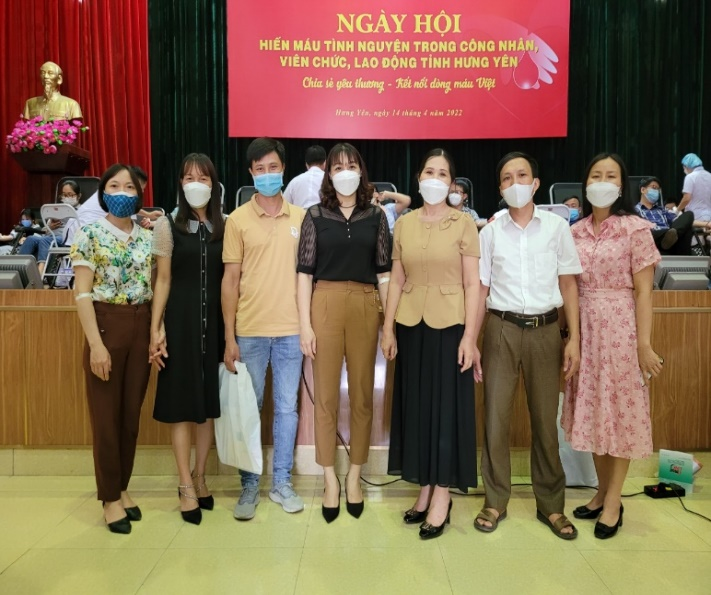 NGÀY HỘI
HIẾN MÁU TÌNH NGUYỆN TRONG CÔNG NHÂN,
VIÊN CHỨC, LAO ĐỘNG TỈNH HƯNG YÊN
Chia sẻ yêu thương - Kết nối dòng máu Việt
Hưng Yên, ngày 14 tháng 4 năm 2022